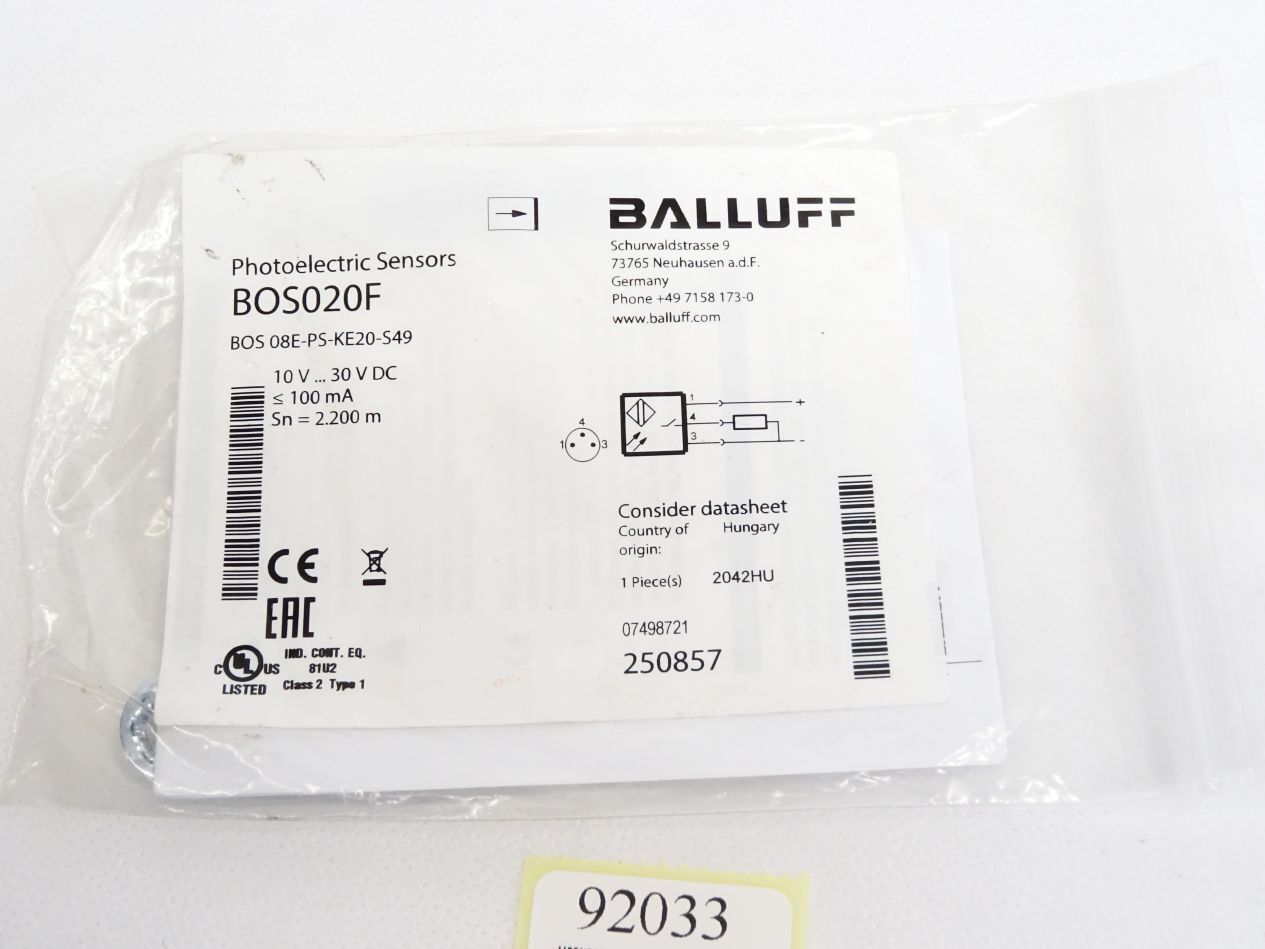 BALLUFF
Schurwaldstrasse 9
73765 Neuhausen a.d.F.
Germany
Phone +49 7158 173-0
www.balluff.com
Photoelectric Sensors
BOS020F
BOS 08E-PS-KE20-S49
10 V ... 30 V DC
≤ 100 mA
Sn = 2.200 m
4
1 3
1 +
4
3 -
Consider datasheet
Country of Hungary
origin:
1 Piece(s) 2042HU
07498721
250857
CE
EAC
C UL US
LISTED
IND. CONT. EQ.
81U2
Class 2 Type 1
92033